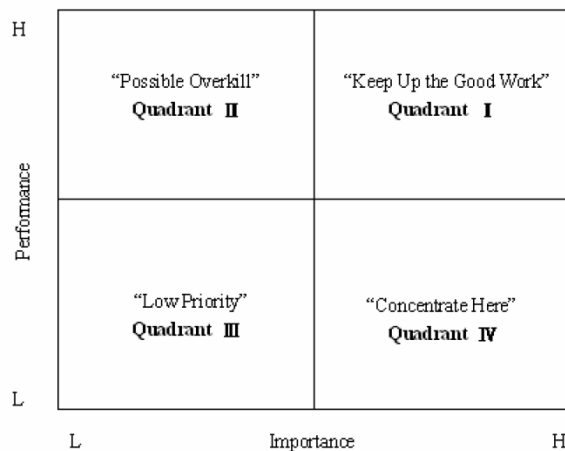 H
“Possible Overkill”
Quadrant II
“Keep Up the Good Work”
Quadrant I
Performance
“Low Priority”
Quadrant III
“Concentrate Here”
Quadrant IV
L
L
Importance
H